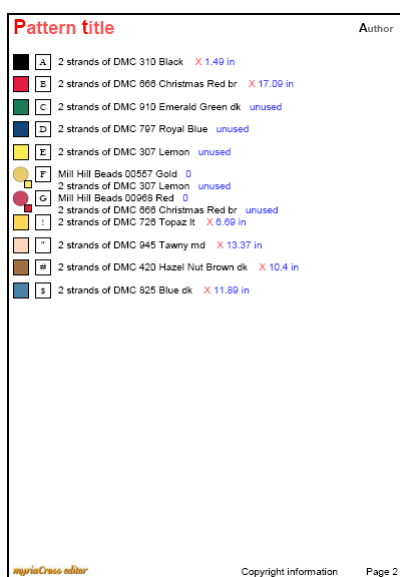 Pattern title Author
A 2 strands of DMC 310 Black X 1.49 in
B 2 strands of DMC 666 Christmas Red br X 17.09 in
C 2 strands of DMC 910 Emerald Green dk unused
D 2 strands of DMC 797 Royal Blue unused
E 2 strands of DMC 307 Lemon unused
F Mill Hill Beads 00557 Gold 0
2 strands of DMC 307 Lemon unused
G Mill Hill Beads 00968 Red 0
2 strands of DMC 666 Christmas Red br unused
! 2 strands of DMC 726 Topaz lt X 6.69 in
" 2 strands of DMC 945 Tawny md X 13.37 in
# 2 strands of DMC 420 Hazel Nut Brown dk X 10.4 in
$ 2 strands of DMC 825 Blue dk X 11.89 in
myriaCross editor Copyright information Page 2